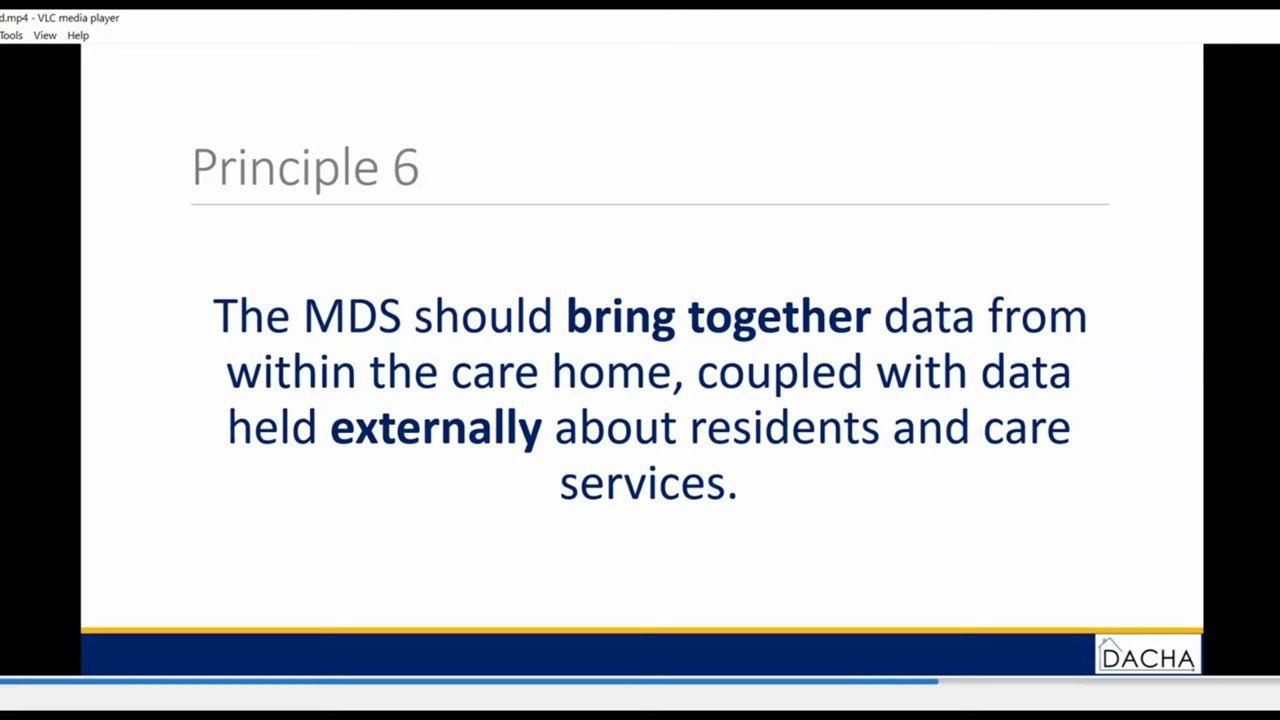 d.mp4 - VLC media player
Tools View Help
Principle 6
The MDS should bring together data from
within the care home, coupled with data
held externally about residents and care
services.
DACHA